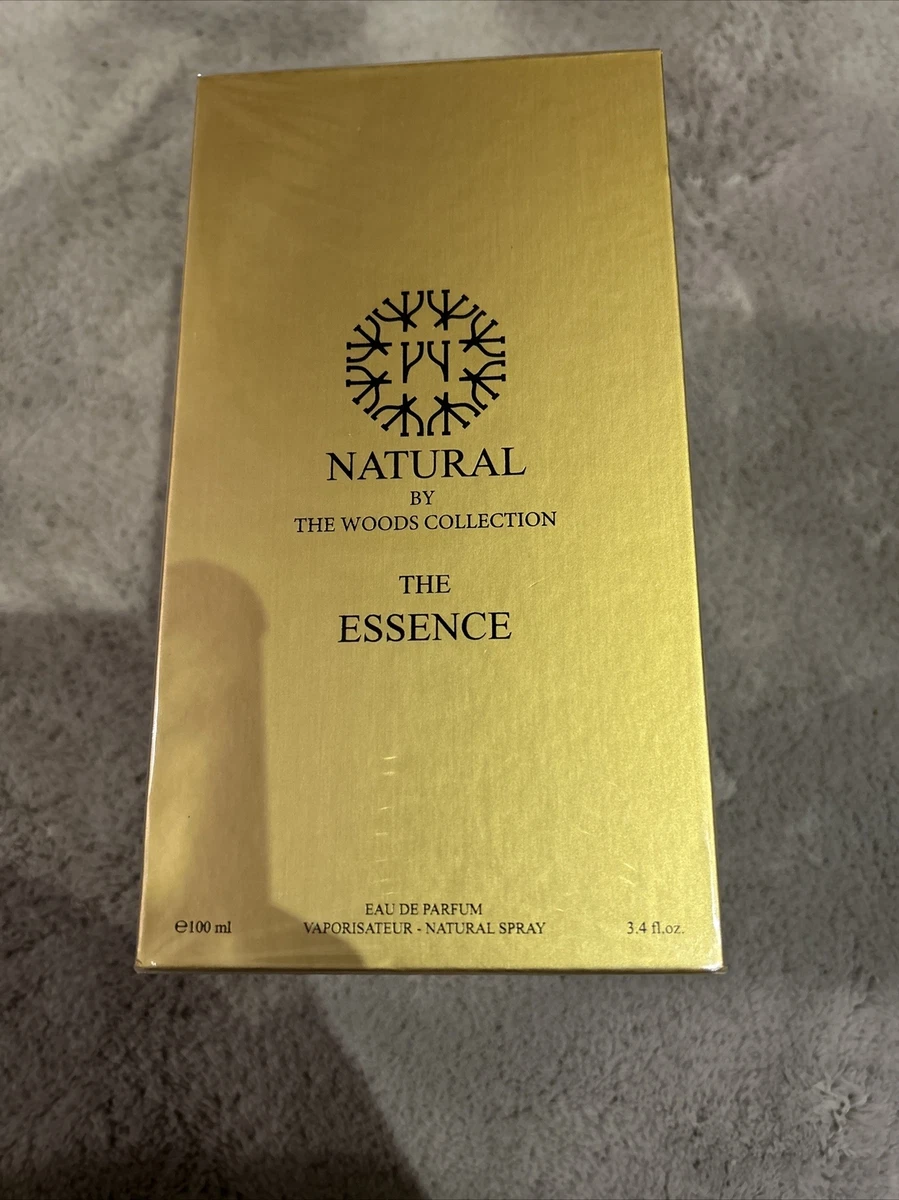 NATURAL
BY
THE WOODS COLLECTION
THE
ESSENCE
EAU DE PARFUM
℮100 ml VAPORISATEUR - NATURAL SPRAY 3.4 fl.oz.